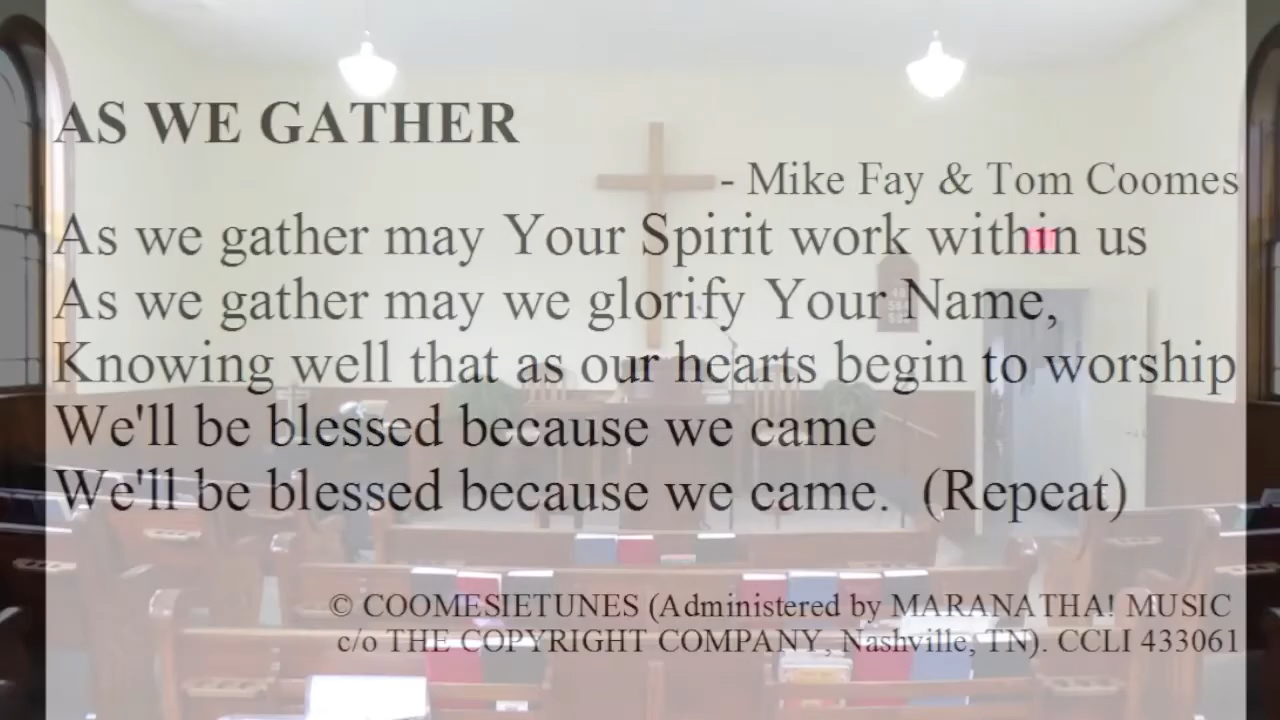 AS WE GATHER
- Mike Fay & Tom Coomes
As we gather may Your Spirit work within us
As we gather may we glorify Your Name,
Knowing well that as our hearts begin to worship
We'll be blessed because we came
We'll be blessed because we came. (Repeat)
© COOMESIETUNES (Administered by MARANATHA! MUSIC
c/o THE COPYRIGHT COMPANY, Nashville, TN). CCLI 433061